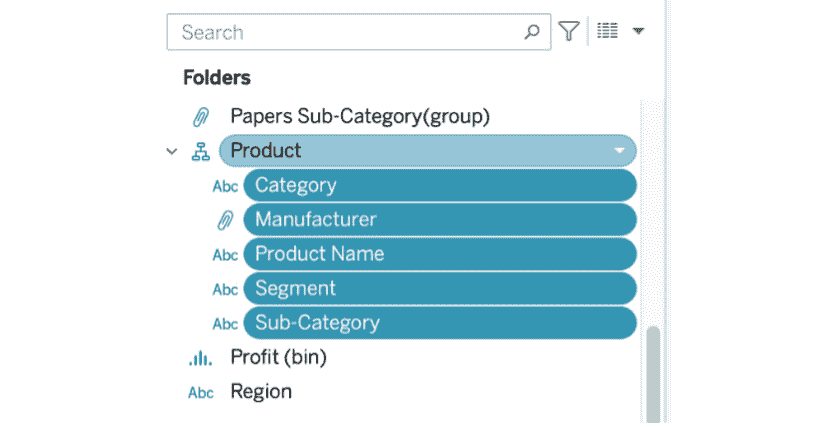 Search
Folders
Papers Sub-Category(group)
Product
Abc Category
Manufacturer
Abc Product Name
Abc Segment
Abc Sub-Category
Profit (bin)
Abc Region